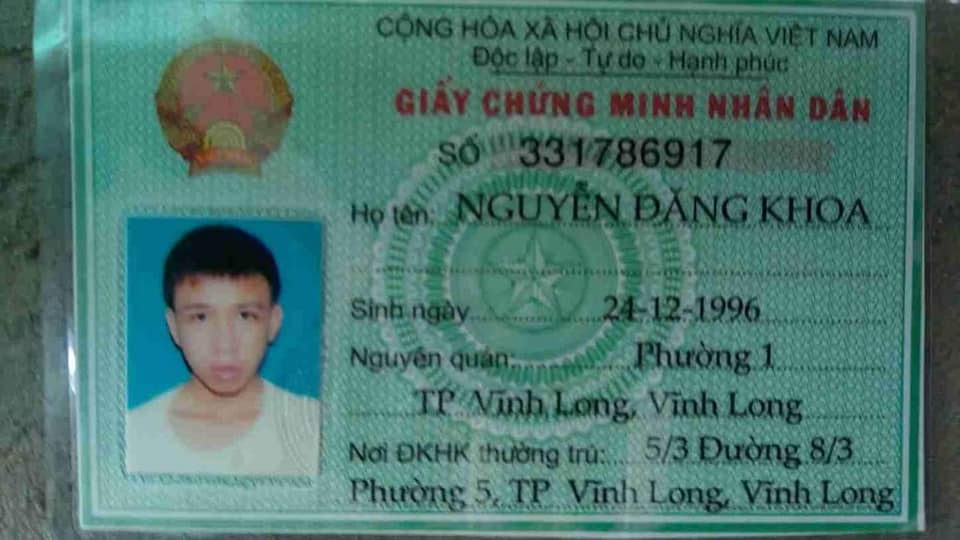 CỘNG HÒA XÃ HỘI CHỦ NGHĨA VIỆT NAM
Độc lập - Tự do - Hạnh phúc
GIẤY CHỨNG MINH NHÂN DÂN
SỐ 331786917
Họ tên: NGUYỄN ĐĂNG KHOA
Sinh ngày 24-12-1996
Nguyên quán: Phường 1
TP Vĩnh Long, Vĩnh Long
Nơi ĐKHK thường trú: 5/3 Đường 8/3
Phường 5, TP Vĩnh Long, Vĩnh Long